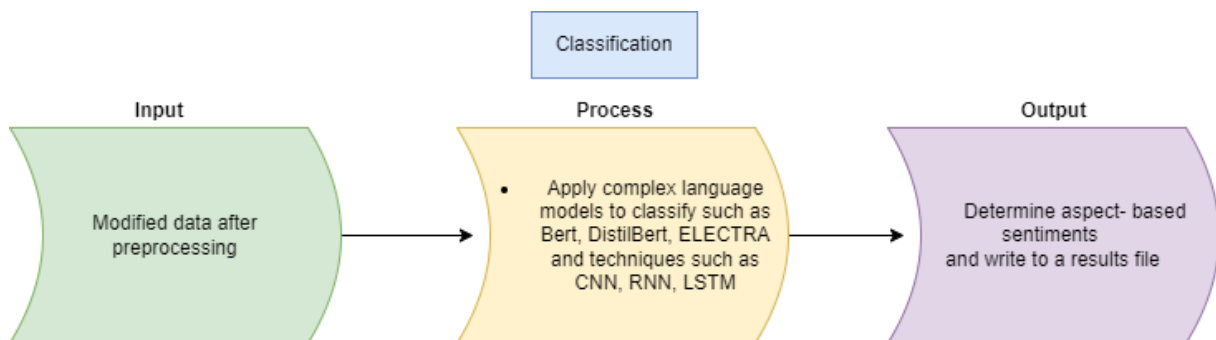 Classification
Input
Process
Output
Modified data after
preprocessing
• Apply complex language
models to classify such as
Bert, DistilBert, ELECTRA
and techniques such as
CNN, RNN, LSTM
Determine aspect- based
sentiments
and write to a results file